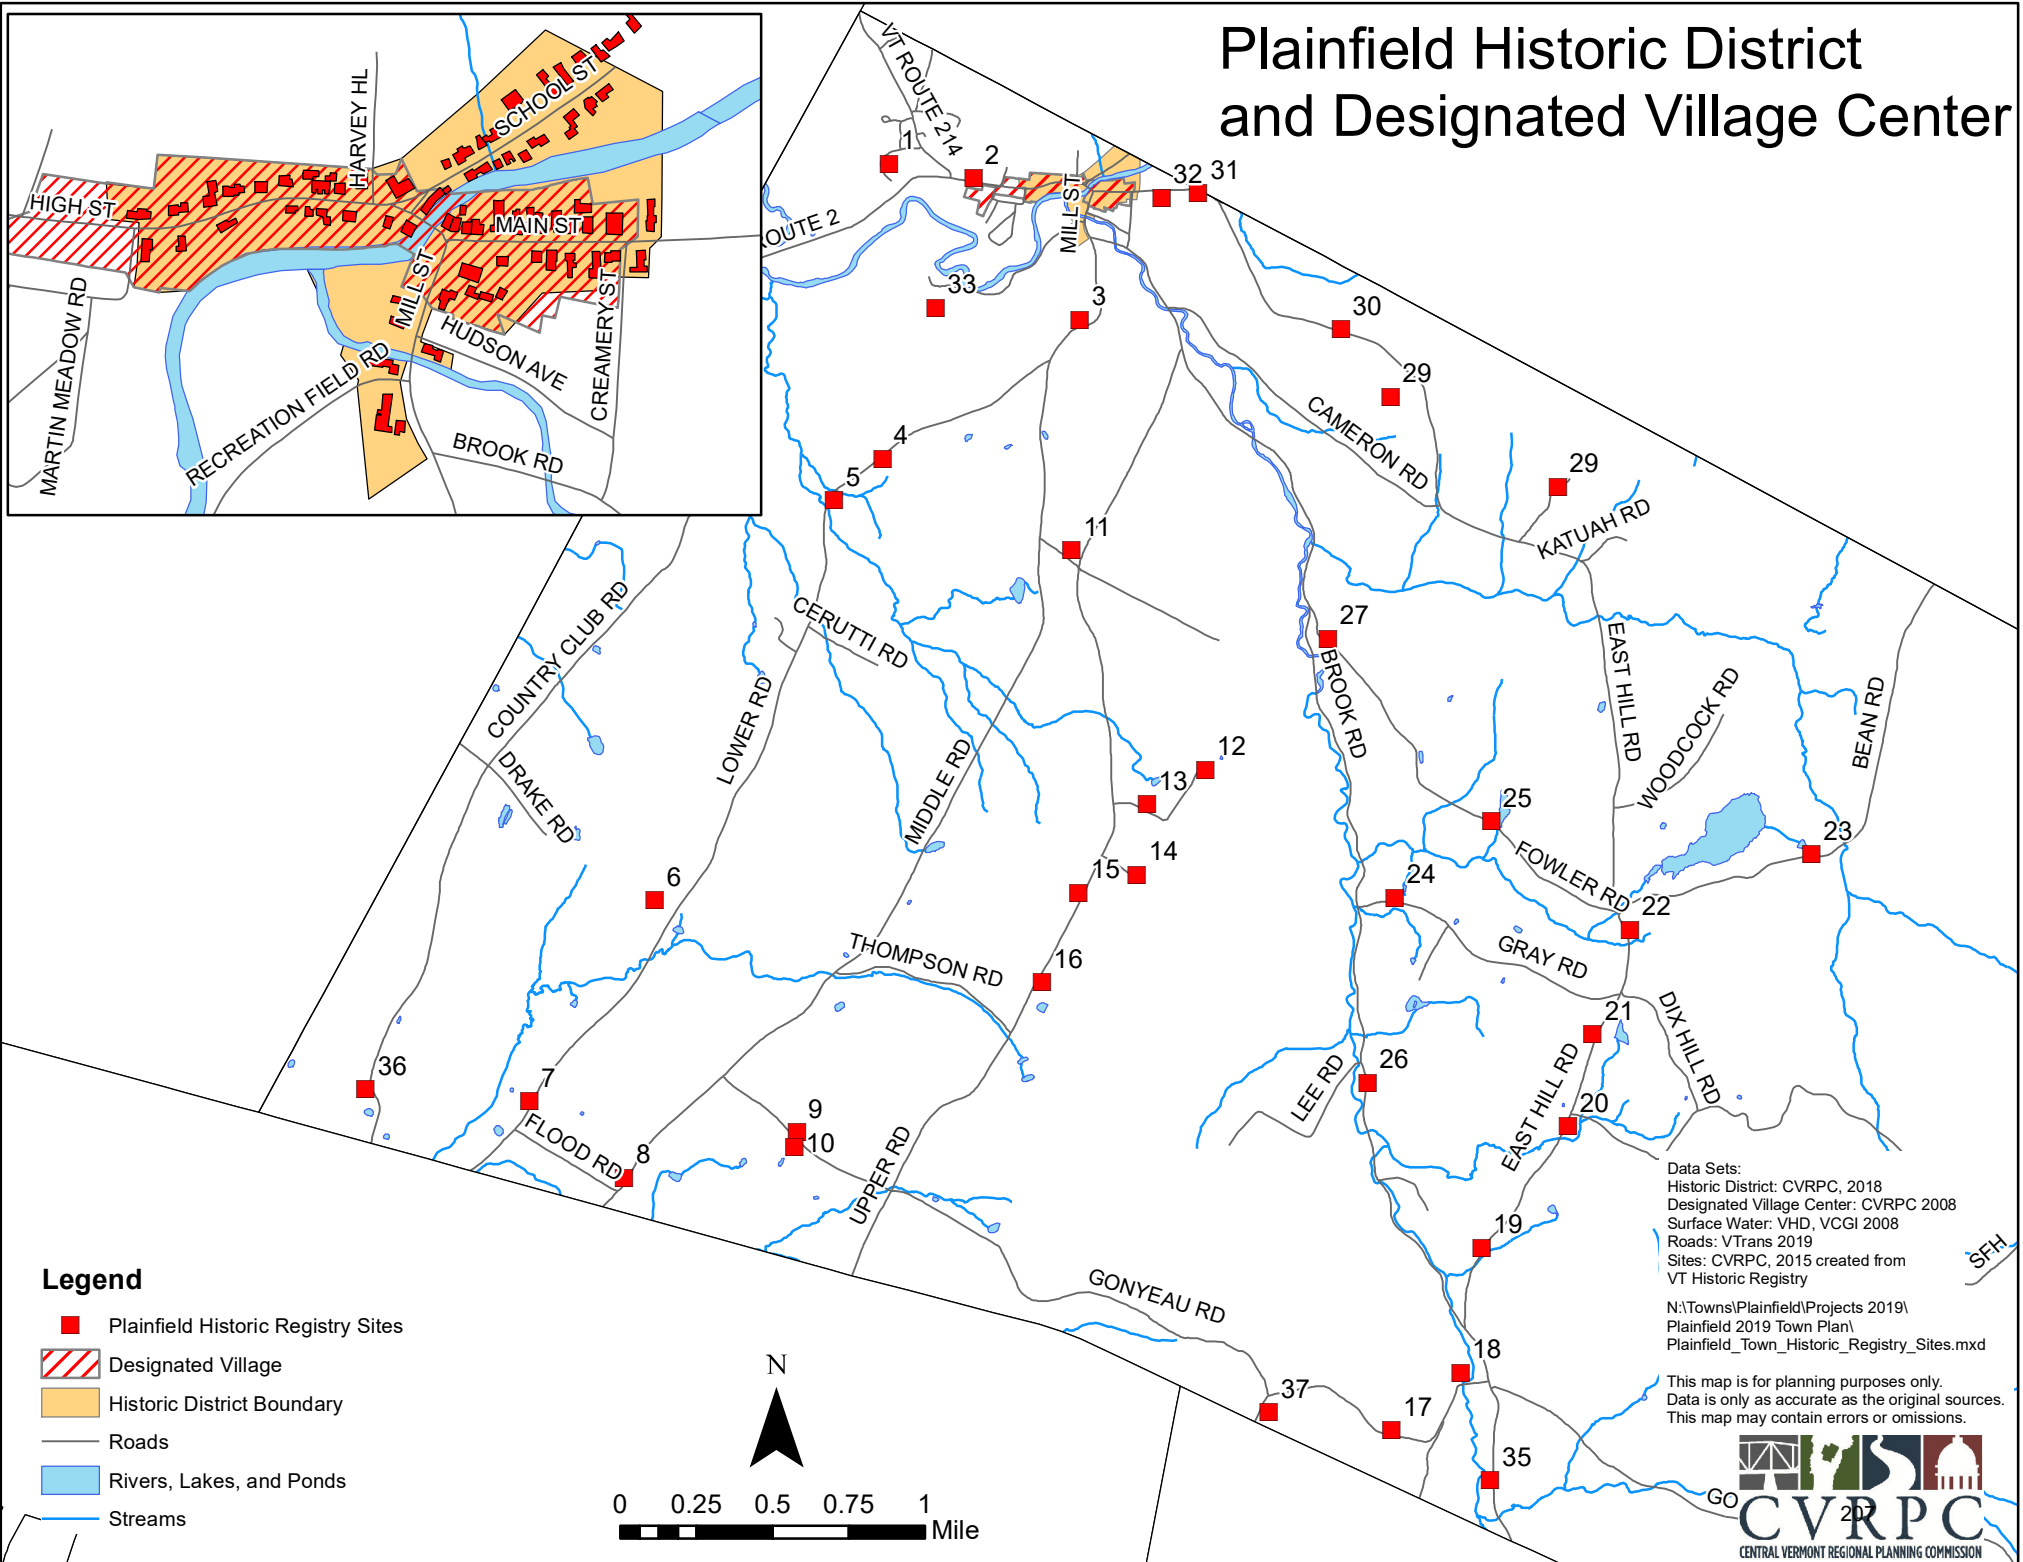 Plainfield Historic District
and Designated Village Center
HARVEY HL
SCHOOL ST
HIGH ST
MAIN ST
MILL ST
MARTIN MEADOW RD
HUDSON AVE
CREAMERY ST
RECREATION FIELD RD
BROOK RD
VT ROUTE 214
1
2
32
31
ROUTE 2
MILL ST
33
3
30
29
CAMERON RD
4
5
29
KATUAH RD
11
COUNTRY CLUB RD
CERUTTI RD
27
BROOK RD
EAST HILL RD
WOODCOCK RD
BEAN RD
LOWER RD
DRAKE RD
MIDDLE RD
12
13
25
23
6
15
14
24
FOWLER RD
22
THOMPSON RD
16
GRAY RD
DIX HILL RD
21
36
7
26
LEE RD
EAST HILL RD
20
FLOOD RD
9
10
8
UPPER RD
19
GONYEAU RD
SFH
18
37
17
35
GO
207
Data Sets:
Historic District: CVRPC, 2018
Designated Village Center: CVRPC 2008
Surface Water: VHD, VCGI 2008
Roads: VTrans 2019
Sites: CVRPC, 2015 created from
VT Historic Registry
N:\Towns\Plainfield\Projects 2019\
Plainfield 2019 Town Plan\
Plainfield_Town_Historic_Registry_Sites.mxd
This map is for planning purposes only.
Data is only as accurate as the original sources.
This map may contain errors or omissions.
Legend
Plainfield Historic Registry Sites
Designated Village
Historic District Boundary
Roads
Rivers, Lakes, and Ponds
Streams
N
0 0.25 0.5 0.75 1
Mile
CVRPC
CENTRAL VERMONT REGIONAL PLANNING COMMISSION